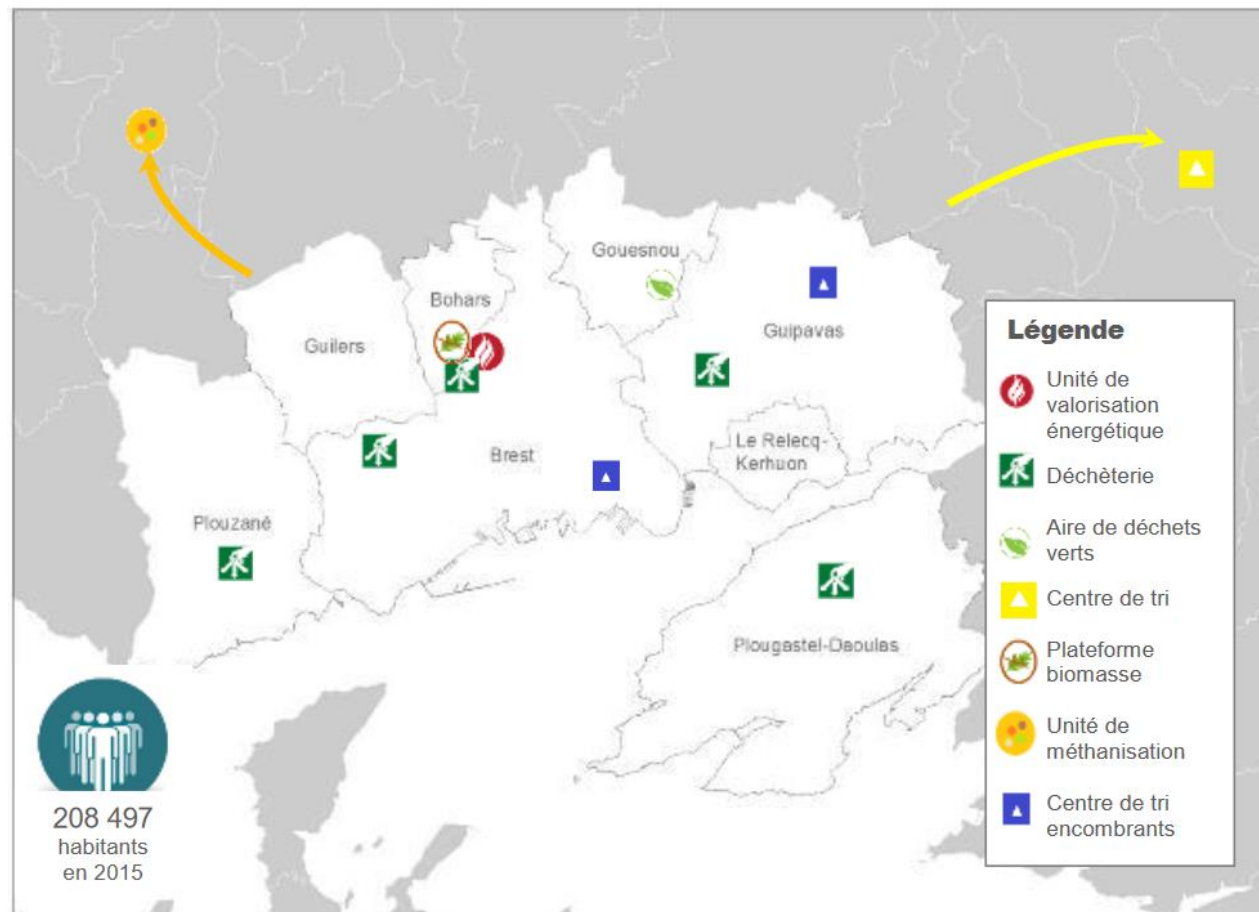 Gouesnou
Bohars
Guilers
Guipavas
Le Relecq-
Kerhuon
Brest
Plouzané
Plougastel-Daoulas
Légende
Unité de
valorisation
énergétique
Déchèterie
Aire de déchets
verts
Centre de tri
Plateforme
biomasse
Unité de
méthanisation
Centre de tri
encombrants
208 497
habitants
en 2015